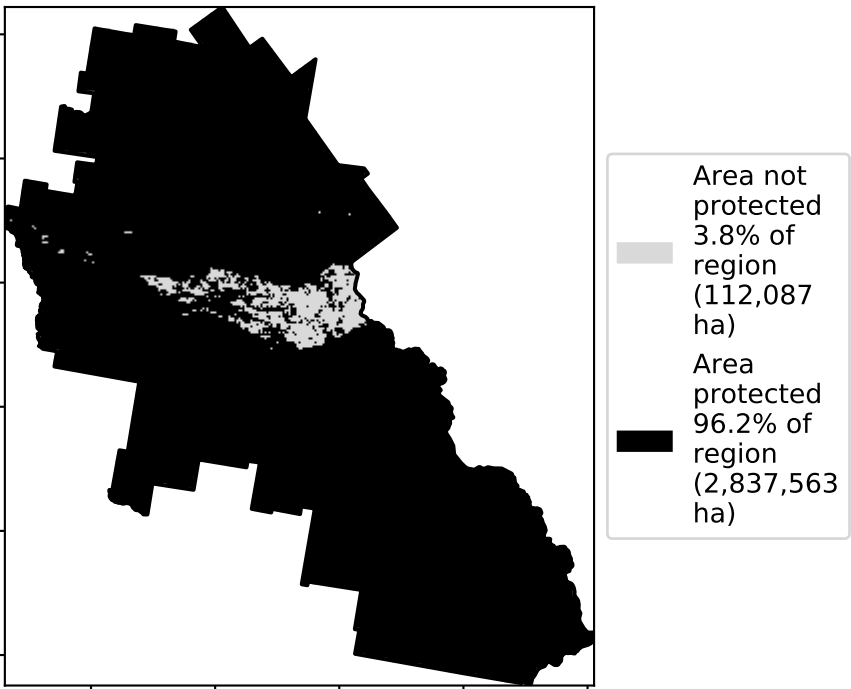 Area not
protected
3.8% of
region
(112,087
ha)
Area
protected
96.2% of
region
(2,837,563
ha)